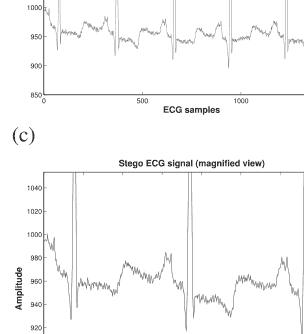 1000
950
900
850
0 500 1000
ECG samples
(c)
Stego ECG signal (magnified view)
1040
1020
1000
980
960
940
920
Amplitude